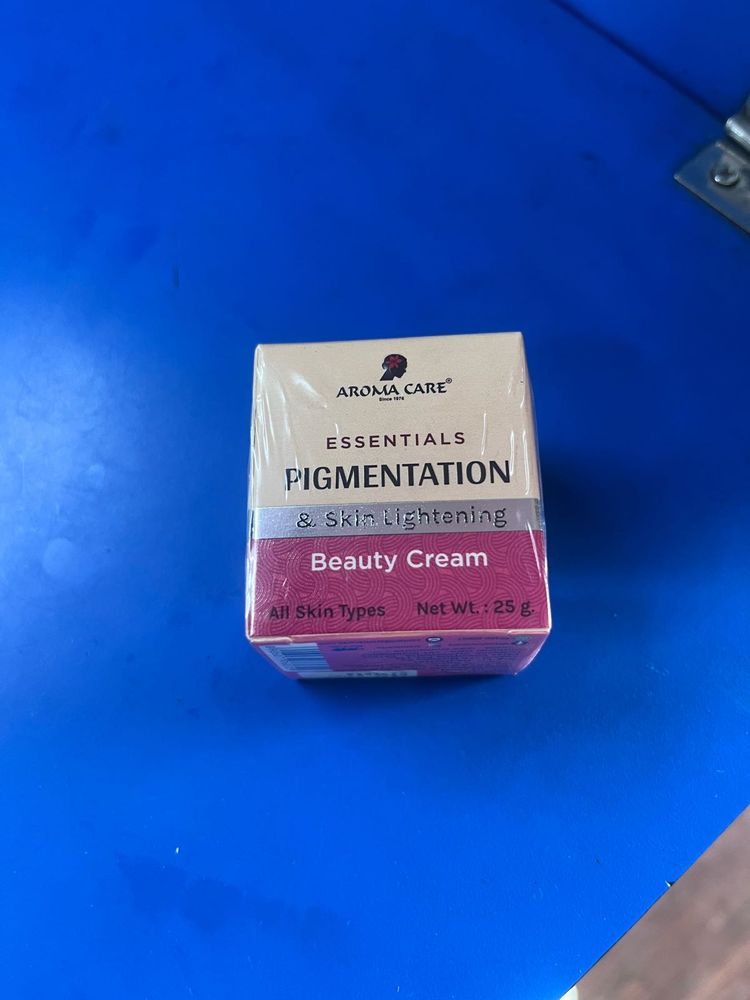 AROMA CARE®
Since 1976
ESSENTIALS
PIGMENTATION
& Skin Lightening
Beauty Cream
All Skin Types Net Wt. : 25 g.